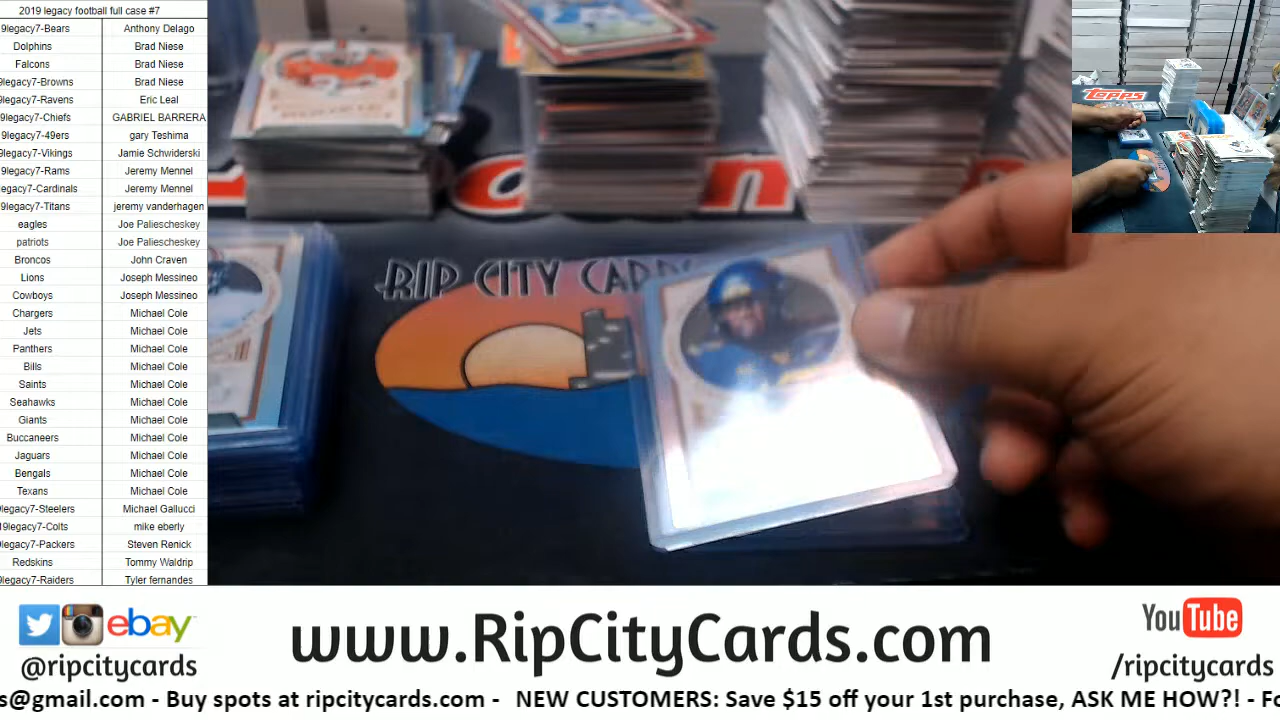 2019 legacy football full case #7
9legacy7-Bears Anthony Delago
Dolphins Brad Niese
Falcons Brad Niese
9legacy7-Browns Brad Niese
9legacy7-Ravens Eric Leal
9legacy7-Chiefs GABRIEL BARRERA
9legacy7-49ers gary Teshima
9legacy7-Vikings Jamie Schwiderski
9legacy7-Rams Jeremy Mennel
legacy7-Cardinals Jeremy Mennel
9legacy7-Titans jeremy vanderhagen
eagles Joe Paliescheskey
patriots Joe Paliescheskey
Broncos John Craven
Lions Joseph Messineo
Cowboys Joseph Messineo
Chargers Michael Cole
Jets Michael Cole
Panthers Michael Cole
Bills Michael Cole
Saints Michael Cole
Seahawks Michael Cole
Giants Michael Cole
Buccaneers Michael Cole
Jaguars Michael Cole
Bengals Michael Cole
Texans Michael Cole
9legacy7-Steelers Michael Gallucci
19legacy7-Colts mike eberly
9legacy7-Packers Steven Renick
Redskins Tommy Waldrip
9legacy7-Raiders Tyler fernandes
Topps
RIP CITY CARDS
ebay
@ripcitycards
www.RipCityCards.com
YouTube
/ripcitycards
s@gmail.com - Buy spots at ripcitycards.com - NEW CUSTOMERS: Save $15 off your 1st purchase, ASK ME HOW?! - Fo